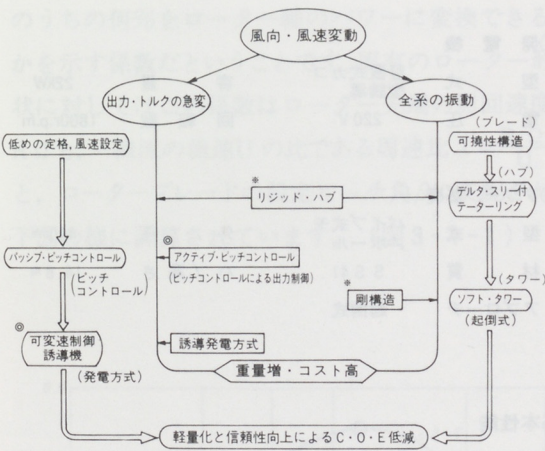 風向・風速変動
出力・トルクの急変
全系の振動
低めの定格,風速設定
(ブレード)
可撓性構造
(ハブ)
※
リジッド・ハブ
デルタ・スリー付
テーターリング
◎
パッシブ・ピッチコントロール
アクティブ・ピッチコントロール
(ピッチ
コントロール)
(ピッチコントロールによる出力制御)
(タワー)
※
剛構造
ソフト・タワー
(起倒式)
◎
可変速制御
誘導機
誘導発電方式
(発電方式)
重量増・コスト高
軽量化と信頼性向上によるC・O・E低減